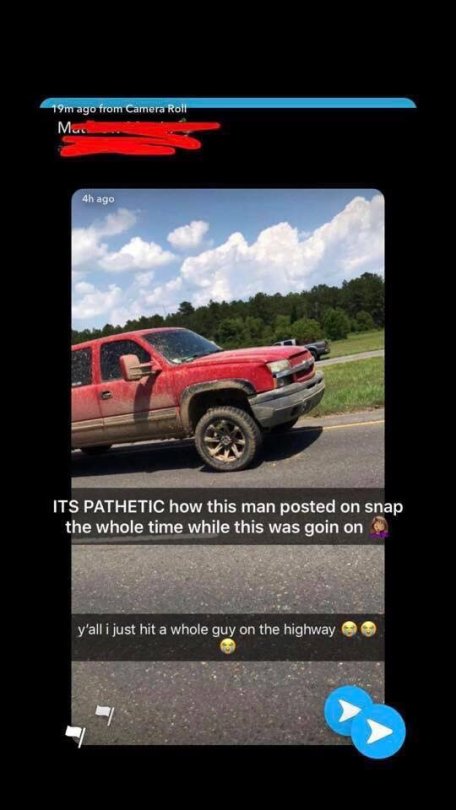 19m ago from Camera Roll
4h ago
ITS PATHETIC how this man posted on snap
the whole time while this was goin on 🤦🏽‍♀️
y'all i just hit a whole guy on the highway 😭😭
😭